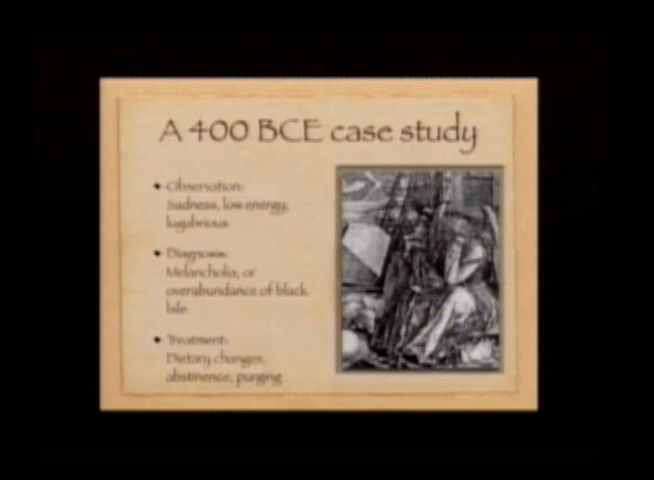 A 400 BCE case study
• Observation:
Sadness, low energy,
lugubrious
• Diagnosis:
Melancholia, or
overabundance of black
bile
• Treatment:
Dietary changes,
abstinence, purging